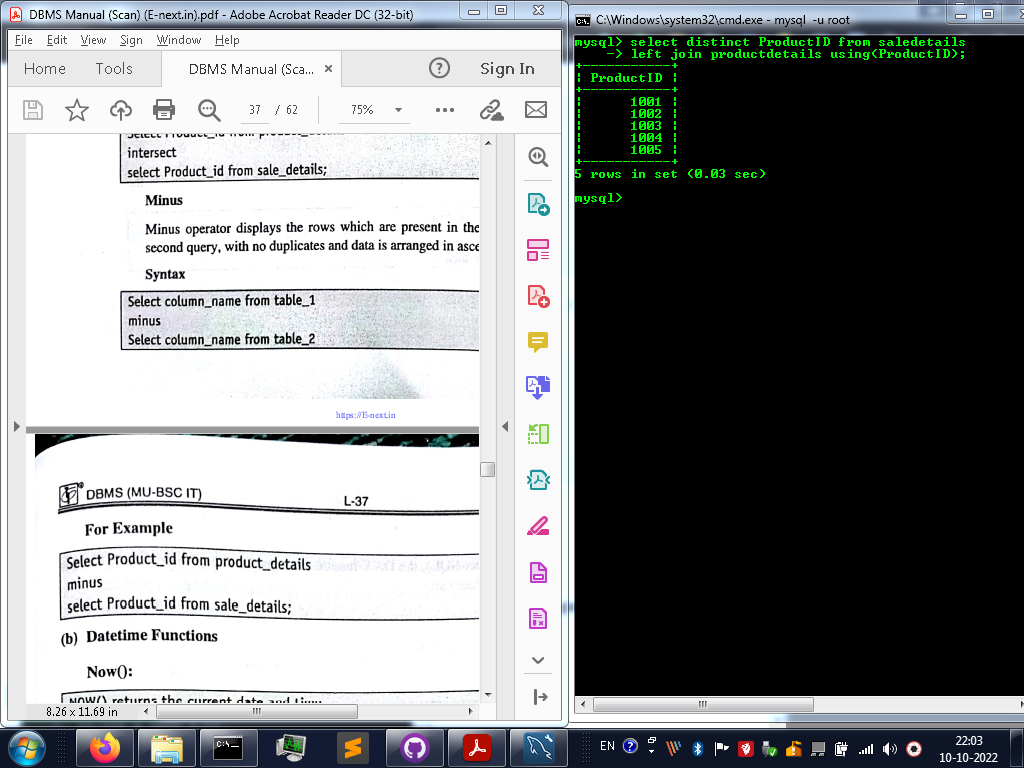 DBMS Manual (Scan) (E-next.in).pdf - Adobe Acrobat Reader DC (32-bit)
File Edit View Sign Window Help
Home Tools DBMS Manual (Sca... × ? Sign In
37 / 62 75%
intersect
select Product_id from sale_details;
Minus
Minus operator displays the rows which are present in the
second query, with no duplicates and data is arranged in asce
Syntax
Select column_name from table_1
minus
Select column_name from table_2
https://E-next.in
DBMS (MU-BSC IT)
L-37
For Example
Select Product_id from product_details
minus
select Product_id from sale_details;
(b) Datetime Functions
Now():
NOW() returns the current date and time
8.26 x 11.69 in
C:\Windows\system32\cmd.exe - mysql -u root
mysql> select distinct ProductID from saledetails
-> left join productdetails using(ProductID);
+-----------+
| ProductID |
+-----------+
| 1001 |
| 1002 |
| 1003 |
| 1004 |
| 1005 |
+-----------+
5 rows in set (0.03 sec)
mysql>
EN
22:03
10-10-2022